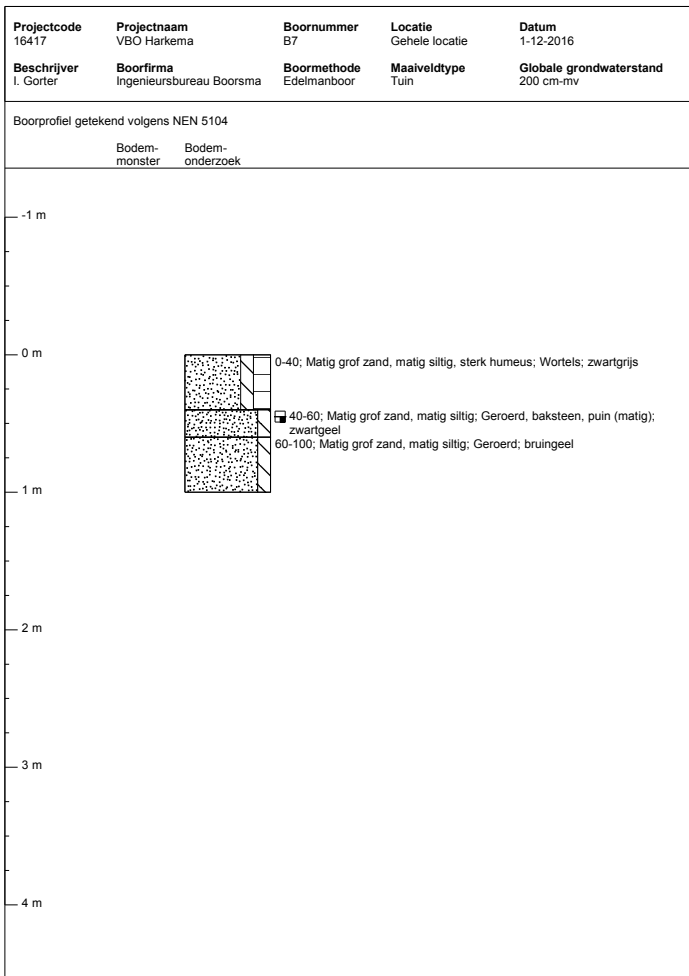 Projectcode Projectnaam Boornummer Locatie Datum
16417 VBO Harkema B7 Gehele locatie 1-12-2016
Beschrijver Boorfirma Boormethode Maaiveldtype Globale grondwaterstand
I. Gorter Ingenieursbureau Boorsma Edelmanboor Tuin 200 cm-mv
Boorprofiel getekend volgens NEN 5104
Bodem- Bodem-
monster onderzoek
-1 m
0 m
0-40; Matig grof zand, matig siltig, sterk humeus; Wortels; zwartgrijs
40-60; Matig grof zand, matig siltig; Geroerd, baksteen, puin (matig);
zwartgeel
60-100; Matig grof zand, matig siltig; Geroerd; bruingeel
1 m
2 m
3 m
4 m